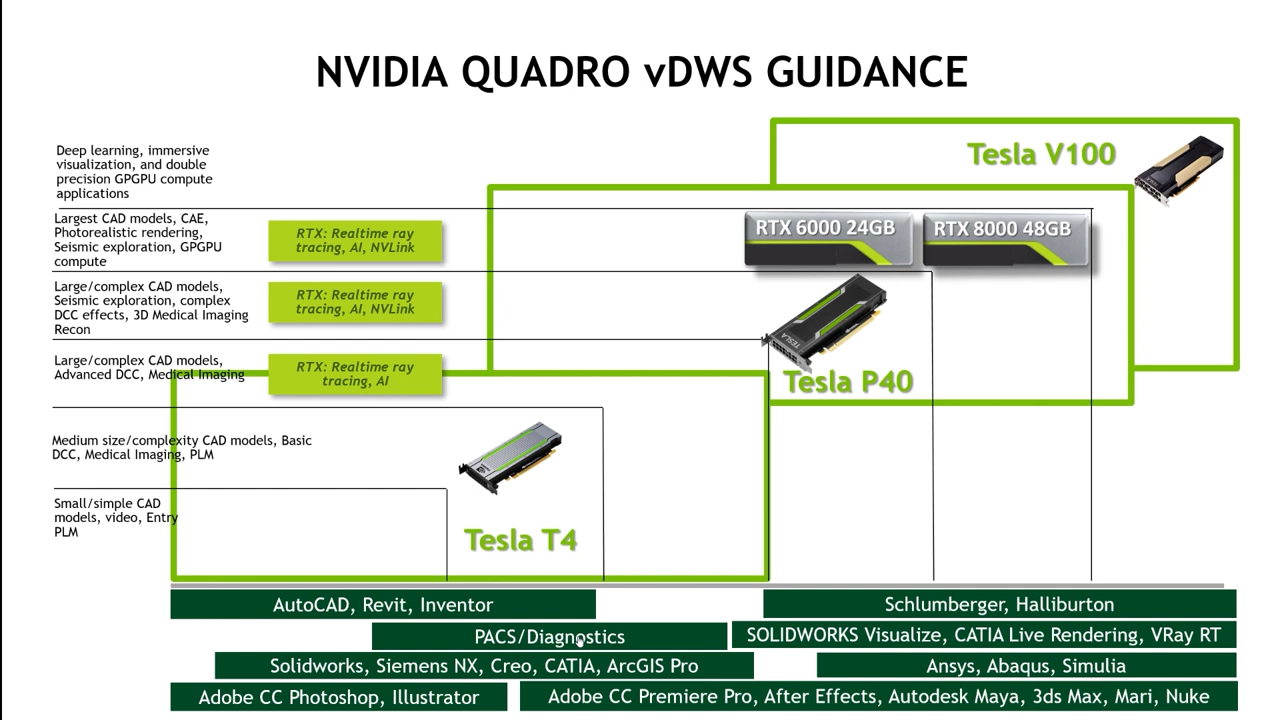 NVIDIA QUADRO vDWS GUIDANCE
Deep learning, immersive
visualization, and double
precision GPGPU compute
applications
Tesla V100
Largest CAD models, CAE,
Photorealistic rendering,
Seismic exploration, GPGPU
compute
RTX: Realtime ray
tracing, AI, NVLink
RTX 6000 24GB
RTX 8000 48GB
Large/complex CAD models,
Seismic exploration, complex
DCC effects, 3D Medical Imaging
Recon
RTX: Realtime ray
tracing, AI, NVLink
TESLA
Tesla P40
Large/complex CAD models,
Advanced DCC, Medical Imaging
RTX: Realtime ray
tracing, AI
Medium size/complexity CAD models, Basic
DCC, Medical Imaging, PLM
Small/simple CAD
models, video, Entry
PLM
Tesla T4
AutoCAD, Revit, Inventor
Schlumberger, Halliburton
PACS/Diagnostics
SOLIDWORKS Visualize, CATIA Live Rendering, VRay RT
Solidworks, Siemens NX, Creo, CATIA, ArcGIS Pro
Ansys, Abaqus, Simulia
Adobe CC Photoshop, Illustrator
Adobe CC Premiere Pro, After Effects, Autodesk Maya, 3ds Max, Mari, Nuke